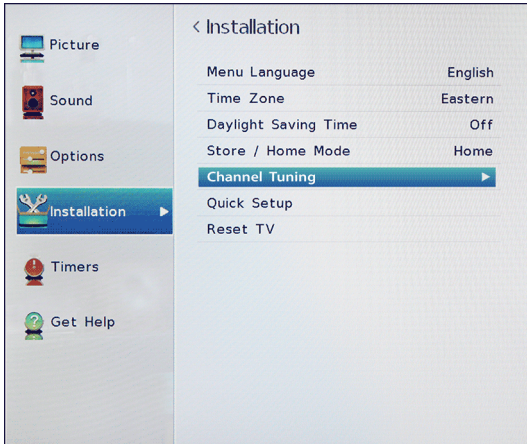 Picture
Sound
Options
Installation
Timers
Get Help
< Installation
Menu Language English
Time Zone Eastern
Daylight Saving Time Off
Store / Home Mode Home
Channel Tuning
Quick Setup
Reset TV